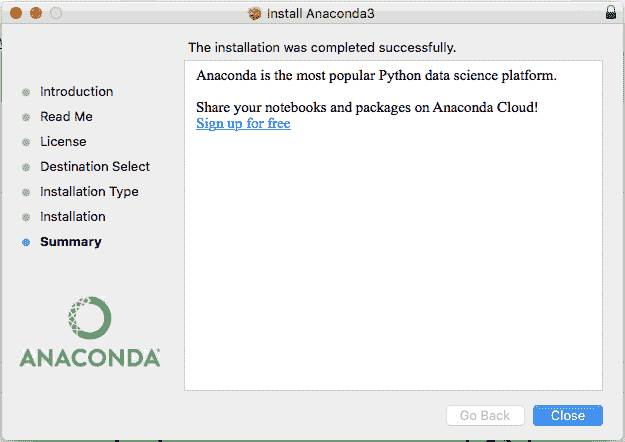 Install Anaconda3
The installation was completed successfully.
Introduction
Read Me
License
Destination Select
Installation Type
Installation
Summary
ANACONDA
Anaconda is the most popular Python data science platform.
Share your notebooks and packages on Anaconda Cloud!
Sign up for free
Go Back
Close